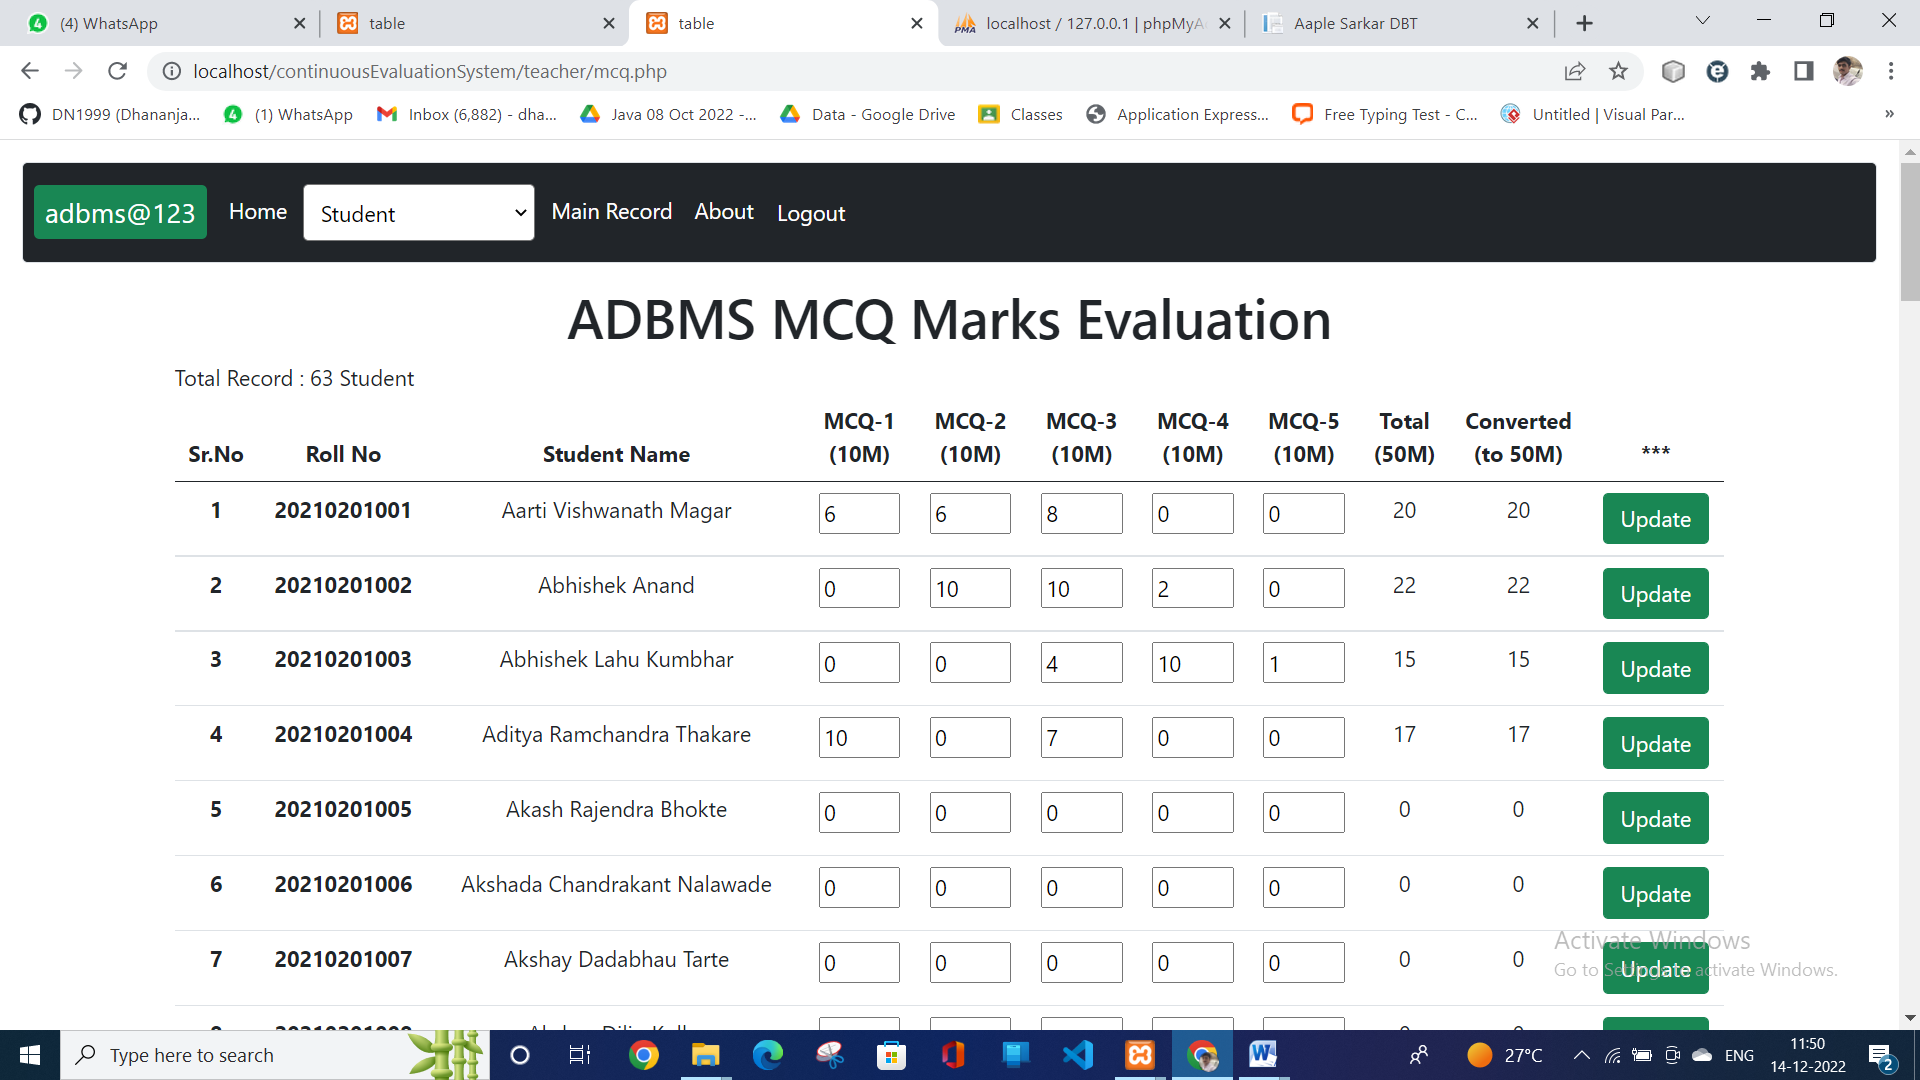 (4) WhatsApp
table
table
localhost / 127.0.0.1 | phpMyA
Aaple Sarkar DBT
localhost/continuousEvaluationSystem/teacher/mcq.php
DN1999 (Dhananja...
(1) WhatsApp
Inbox (6,882) - dha...
Java 08 Oct 2022 -...
Data - Google Drive
Classes
Application Express...
Free Typing Test - C...
Untitled | Visual Par...
»
adbms@123 Home Student Main Record About Logout
ADBMS MCQ Marks Evaluation
Total Record : 63 Student
Sr.No Roll No Student Name MCQ-1 (10M) MCQ-2 (10M) MCQ-3 (10M) MCQ-4 (10M) MCQ-5 (10M) Total (50M) Converted (to 50M) ***
1 20210201001 Aarti Vishwanath Magar 6 6 8 0 0 20 20 Update
2 20210201002 Abhishek Anand 0 10 10 2 0 22 22 Update
3 20210201003 Abhishek Lahu Kumbhar 0 0 4 10 1 15 15 Update
4 20210201004 Aditya Ramchandra Thakare 10 0 7 0 0 17 17 Update
5 20210201005 Akash Rajendra Bhokte 0 0 0 0 0 0 0 Update
6 20210201006 Akshada Chandrakant Nalawade 0 0 0 0 0 0 0 Update
7 20210201007 Akshay Dadabhau Tarte 0 0 0 0 0 0 0 Update
Activate Windows
Go to Settings to activate Windows.
Type here to search
27°C
ENG
11:50
14-12-2022
2